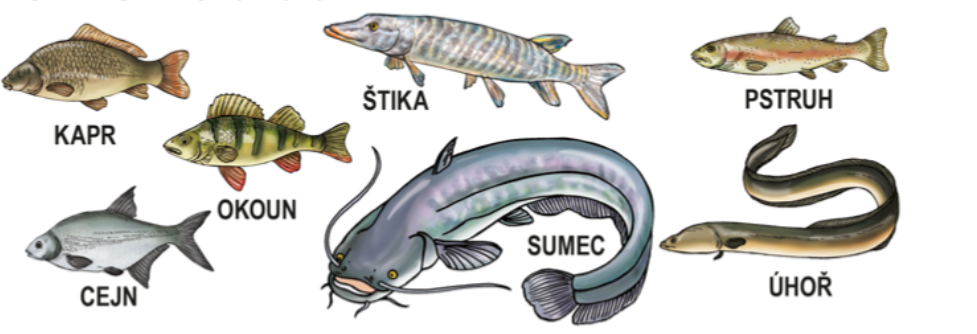 KAPR
ŠTIKA
PSTRUH
OKOUN
CEJN
SUMEC
ÚHOŘ